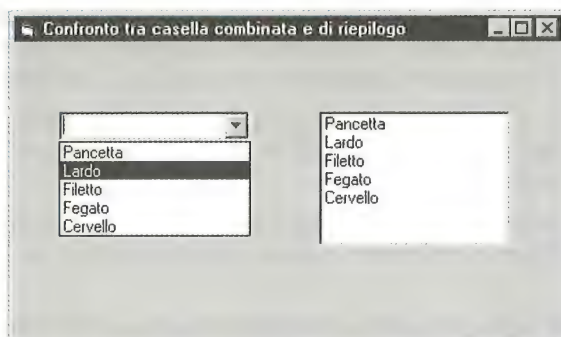 Confronto tra casella combinata e di riepilogo
Pancetta
Lardo
Filetto
Fegato
Cervello
Pancetta
Lardo
Filetto
Fegato
Cervello